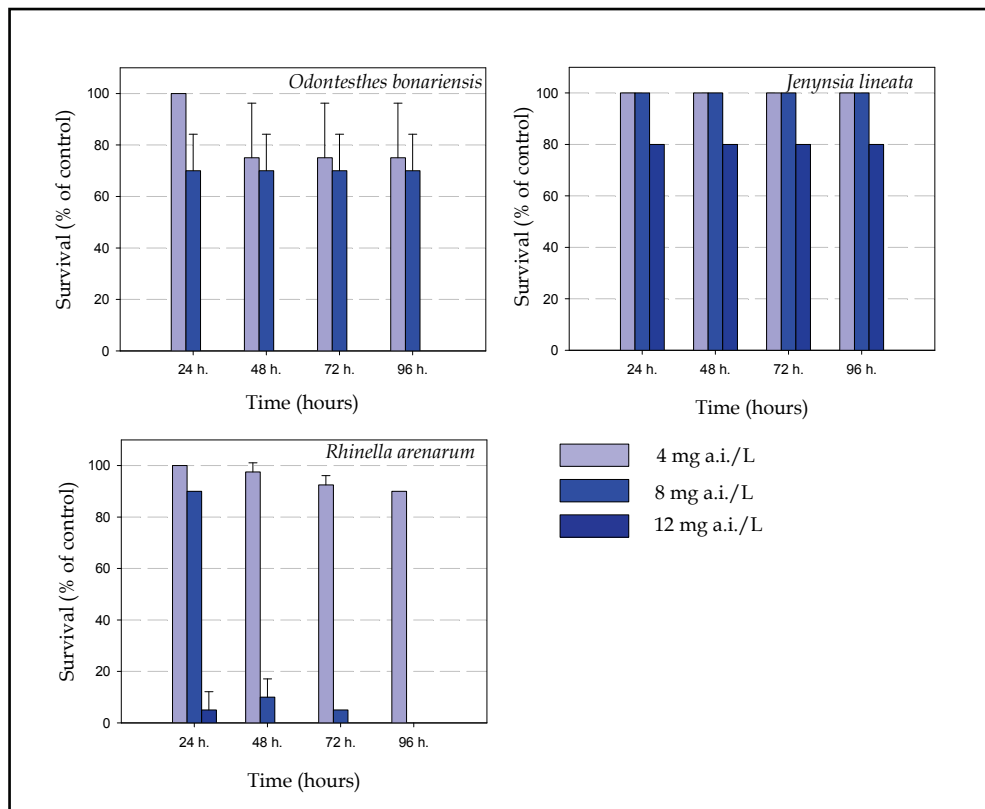 Odontesthes bonariensis
Survival (% of control)
100
80
60
40
20
0
24 h. 48 h. 72 h. 96 h.
Time (hours)
Jenynsia lineata
Survival (% of control)
100
80
60
40
20
0
24 h. 48 h. 72 h. 96 h.
Time (hours)
Rhinella arenarum
Survival (% of control)
100
80
60
40
20
0
24 h. 48 h. 72 h. 96 h.
Time (hours)
4 mg a.i./L
8 mg a.i./L
12 mg a.i./L